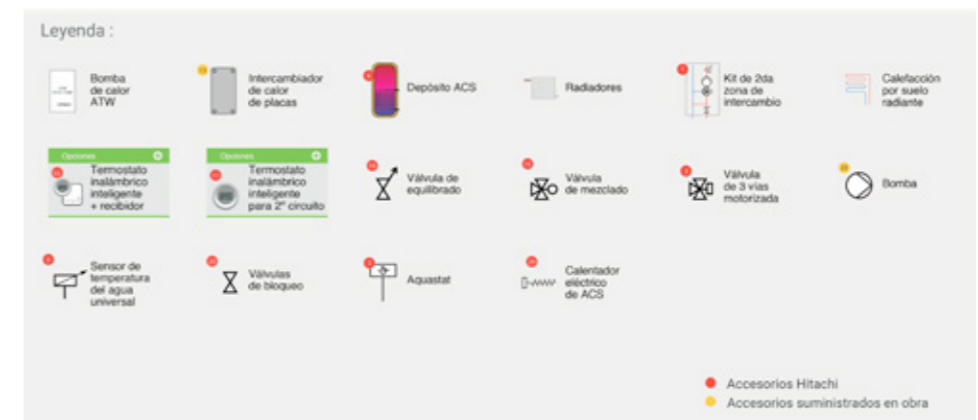 Leyenda :
Bomba
de calor
ATW
Intercambiador
de calor
de placas
Depósito ACS
Radiadores
Kit de 2da
zona de
intercambio
Calefacción
por suelo
radiante
Opciones
Termostato
inalámbrico
inteligente
+ recibidor
Opciones
Termostato
inalámbrico
inteligente
para 2º circuito
Válvula de
equilibrado
Válvula
de mezclado
Válvula
de 3 vías
motorizada
Bomba
Sensor de
temperatura
del agua
universal
Válvulas
de bloqueo
Aquastat
Calentador
eléctrico
de ACS
Accesorios Hitachi
Accesorios suministrados en obra